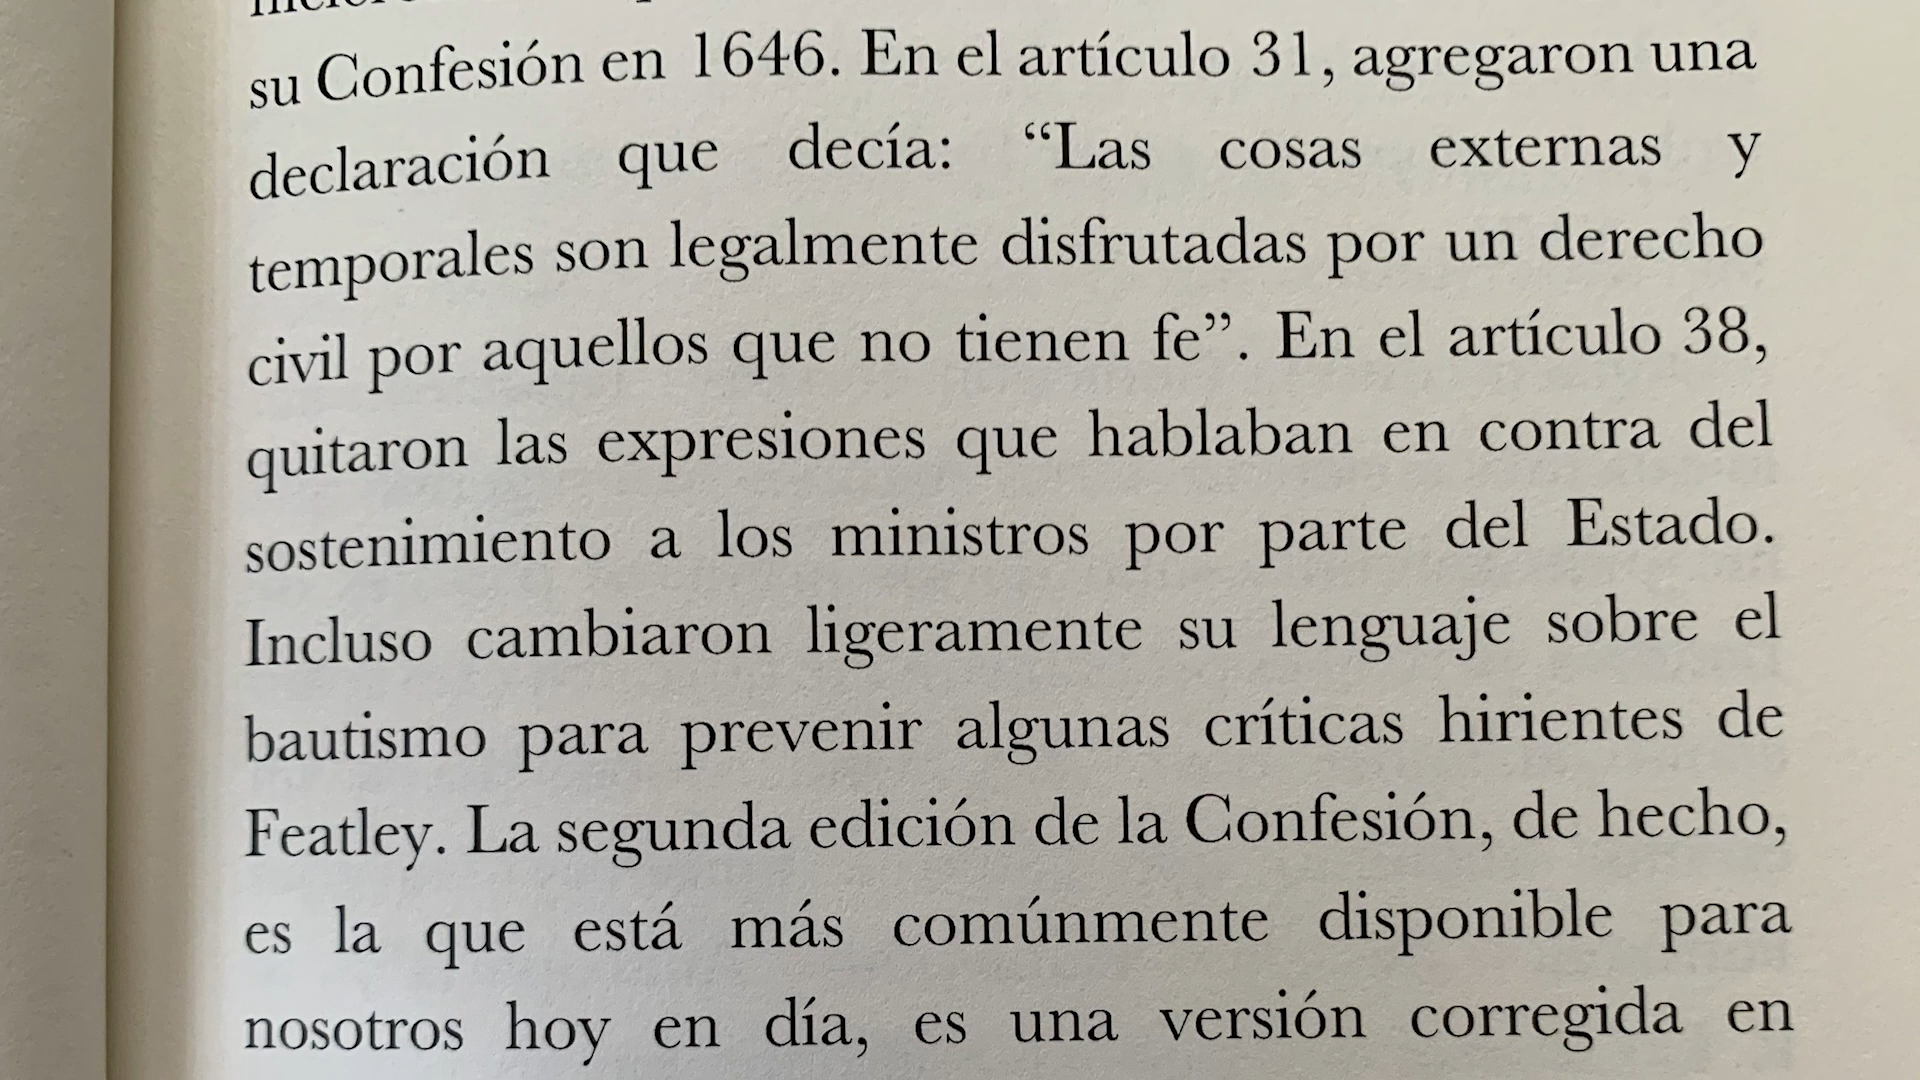 su Confesión en 1646. En el artículo 31, agregaron una
declaración que decía: “Las cosas externas y
temporales son legalmente disfrutadas por un derecho
civil por aquellos que no tienen fe”. En el artículo 38,
quitaron las expresiones que hablaban en contra del
sostenimiento a los ministros por parte del Estado.
Incluso cambiaron ligeramente su lenguaje sobre el
bautismo para prevenir algunas críticas hirientes de
Featley. La segunda edición de la Confesión, de hecho,
es la que está más comúnmente disponible para
nosotros hoy en día, es una versión corregida en